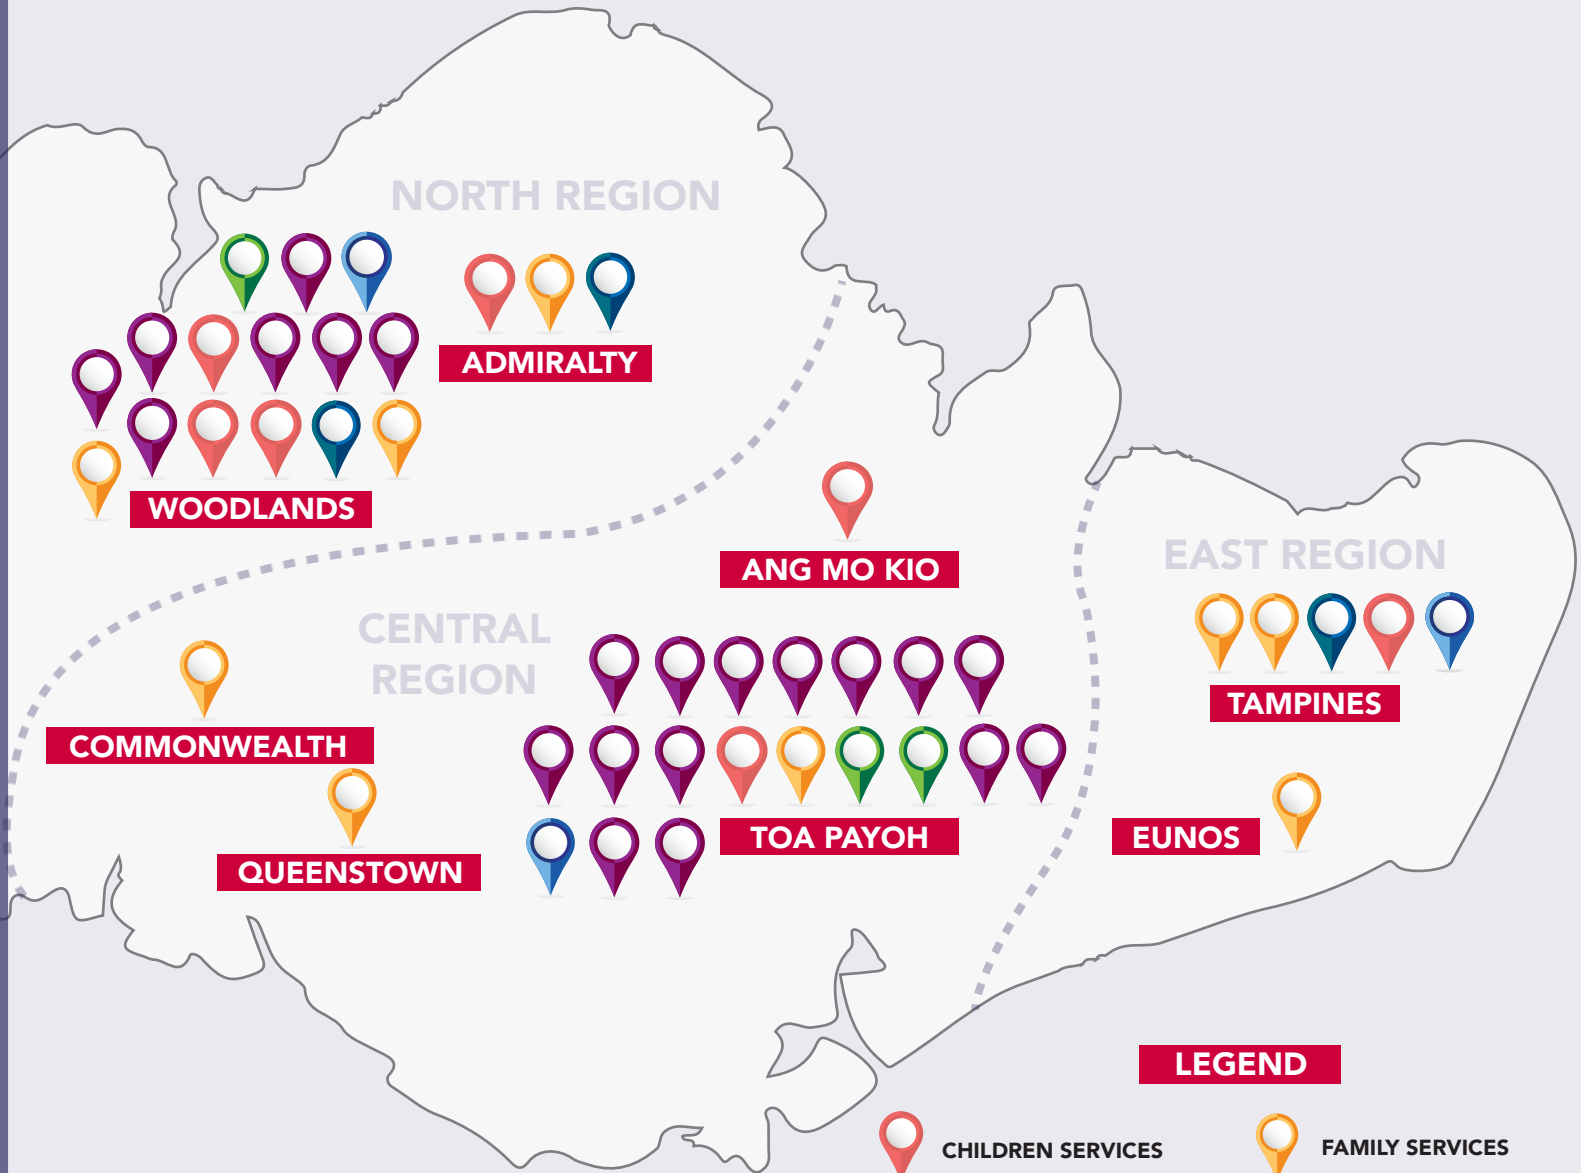 NORTH REGION
ADMIRALTY
WOODLANDS
ANG MO KIO
EAST REGION
CENTRAL
REGION
TAMPINES
COMMONWEALTH
TOA PAYOH
EUNOS
QUEENSTOWN
LEGEND
CHILDREN SERVICES
FAMILY SERVICES